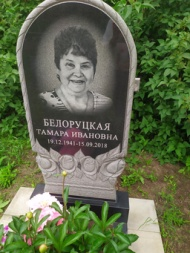 БЕЛОРУЦКАЯ
ТАМАРА ИВАНОВНА
19.12.1941-15.09.2018